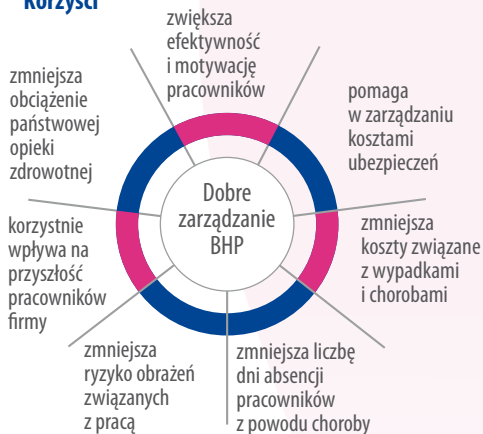 Korzyści
zwiększa
efektywność
i motywację
pracowników
pomaga
w zarządzaniu
kosztami
ubezpieczeń
zmniejsza
koszty związane
z wypadkami
i chorobami
zmniejsza liczbę
dni absencji
pracowników
z powodu choroby
zmniejsza
ryzyko obrażeń
związanych
z pracą
korzystnie
wpływa na
przyszłość
pracowników
firmy
zmniejsza
obciążenie
państwowej
opieki
zdrowotnej
Dobre
zarządzanie
BHP